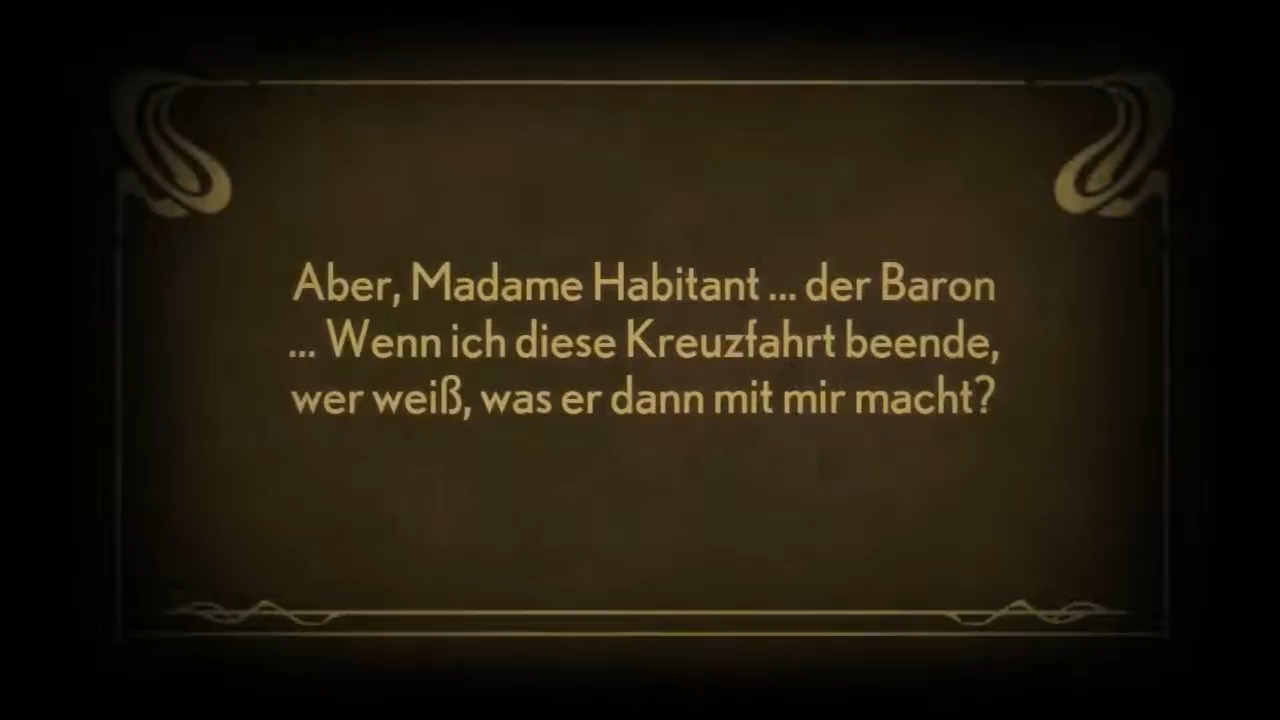 Aber, Madame Habitant ... der Baron
... Wenn ich diese Kreuzfahrt beende,
wer weiß, was er dann mit mir macht?